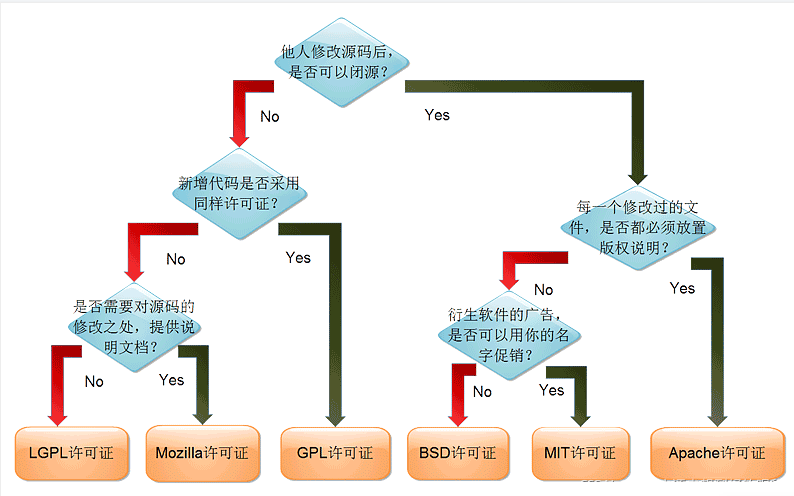 他人修改源码后，
是否可以闭源？
No
Yes
新增代码是否采用
同样许可证？
每一个修改过的文
件，是否都必须放置
版权说明？
No
Yes
No
Yes
是否需要对源码的
修改之处，提供说
明文档？
衍生软件的广告，
是否可以用你的名
字促销？
No
Yes
No
Yes
LGPL许可证
Mozilla许可证
GPL许可证
BSD许可证
MIT许可证
Apache许可证